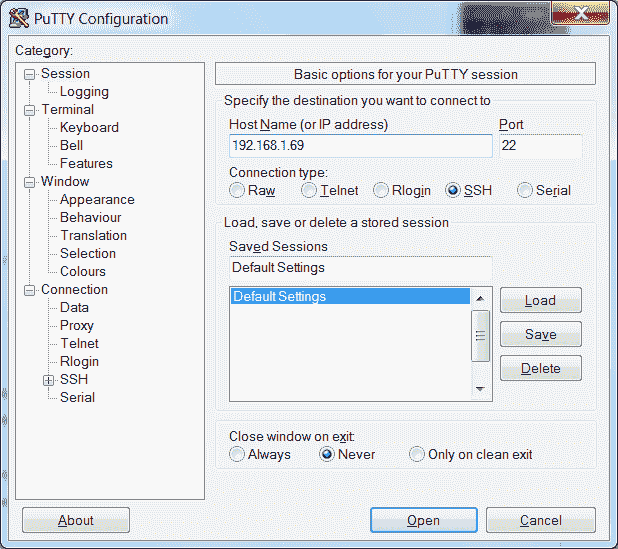 PuTTY Configuration
Category:
Session
Logging
Terminal
Keyboard
Bell
Features
Window
Appearance
Behaviour
Translation
Selection
Colours
Connection
Data
Proxy
Telnet
Rlogin
SSH
Serial
Basic options for your PuTTY session
Specify the destination you want to connect to
Host Name (or IP address) Port
192.168.1.69 22
Connection type:
Raw Telnet Rlogin SSH Serial
Load, save or delete a stored session
Saved Sessions
Default Settings
Default Settings
Load
Save
Delete
Close window on exit:
Always Never Only on clean exit
About Open Cancel